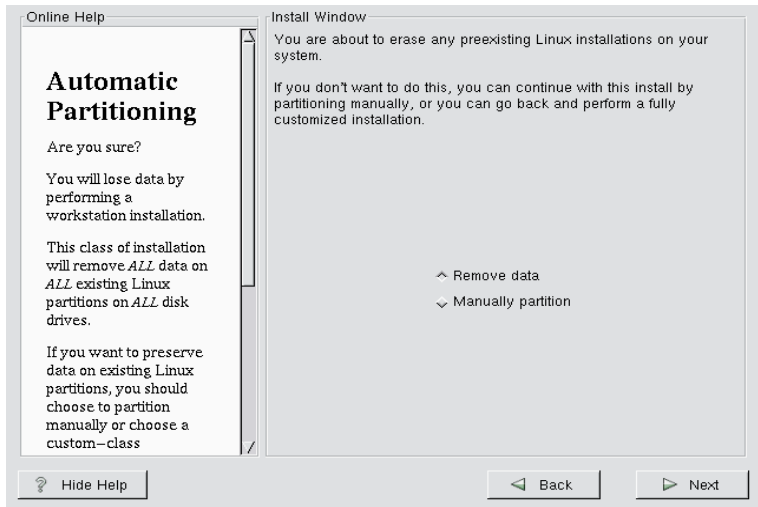 Online Help
Automatic
Partitioning
Are you sure?
You will lose data by
performing a
workstation installation.
This class of installation
will remove ALL data on
ALL existing Linux
partitions on ALL disk
drives.
If you want to preserve
data on existing Linux
partitions, you should
choose to partition
manually or choose a
custom–class
Install Window
You are about to erase any preexisting Linux installations on your
system.
If you don't want to do this, you can continue with this install by
partitioning manually, or you can go back and perform a fully
customized installation.
Remove data
Manually partition
? Hide Help
Back
Next